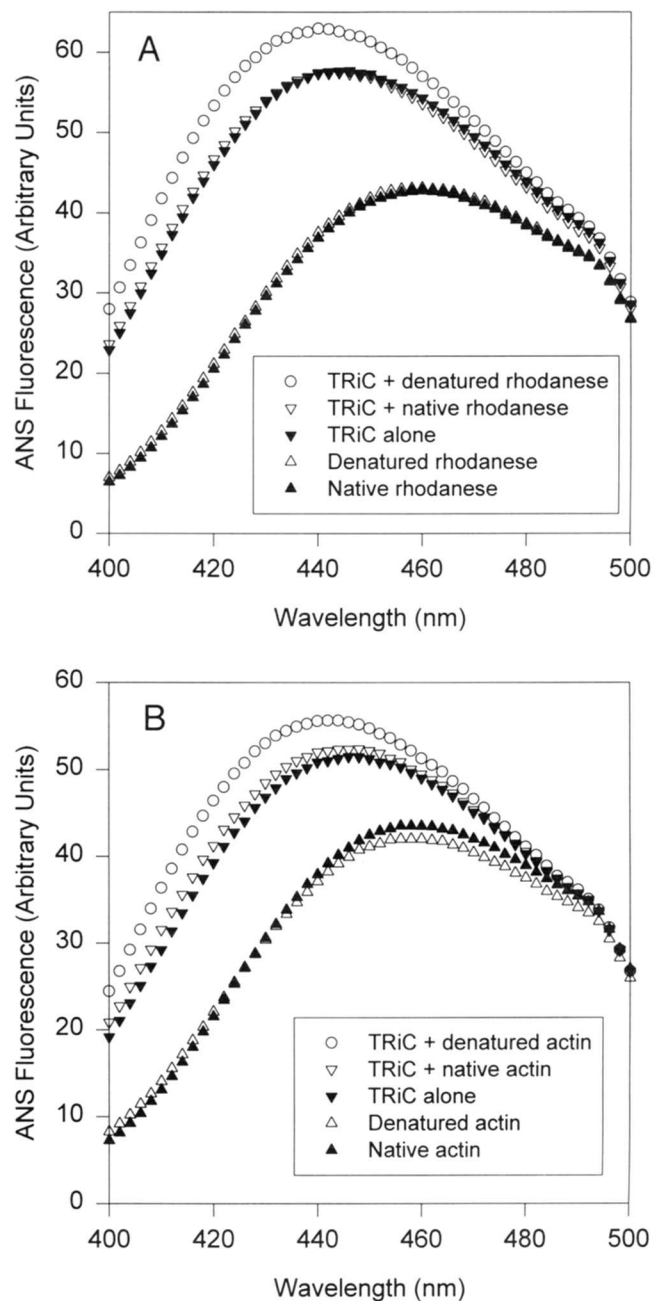 A
ANS Fluorescence (Arbitrary Units)
60
50
40
30
20
10
0
TRiC + denatured rhodanese
TRiC + native rhodanese
TRiC alone
Denatured rhodanese
Native rhodanese
400
420
440
460
480
500
Wavelength (nm)
B
ANS Fluorescence (Arbitrary Units)
60
50
40
30
20
10
0
TRiC + denatured actin
TRiC + native actin
TRiC alone
Denatured actin
Native actin
400
420
440
460
480
500
Wavelength (nm)